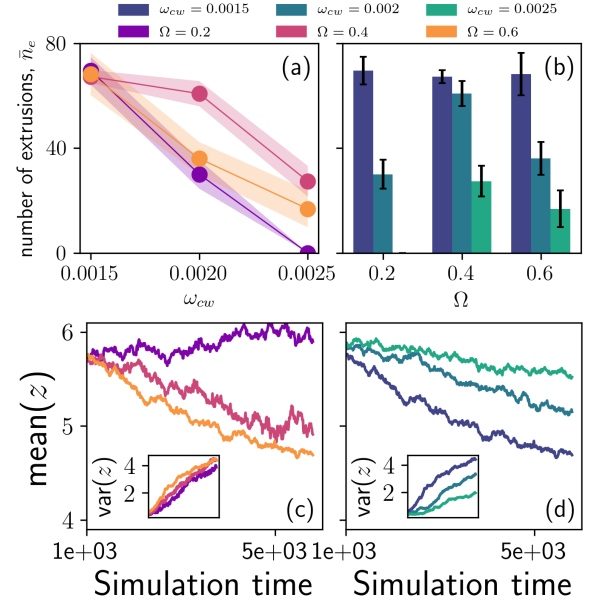 ω_cw = 0.0015 ω_cw = 0.002 ω_cw = 0.0025
Ω = 0.2 Ω = 0.4 Ω = 0.6
number of extrusions, n̄_e
80
40
0
(a)
0.0015 0.0020 0.0025
ω_cw
(b)
0.2 0.4 0.6
Ω
mean(z)
6
5
4
var(z)
4
2
(c)
1e+03 5e+03
Simulation time
var(z)
4
2
(d)
1e+03 5e+03
Simulation time